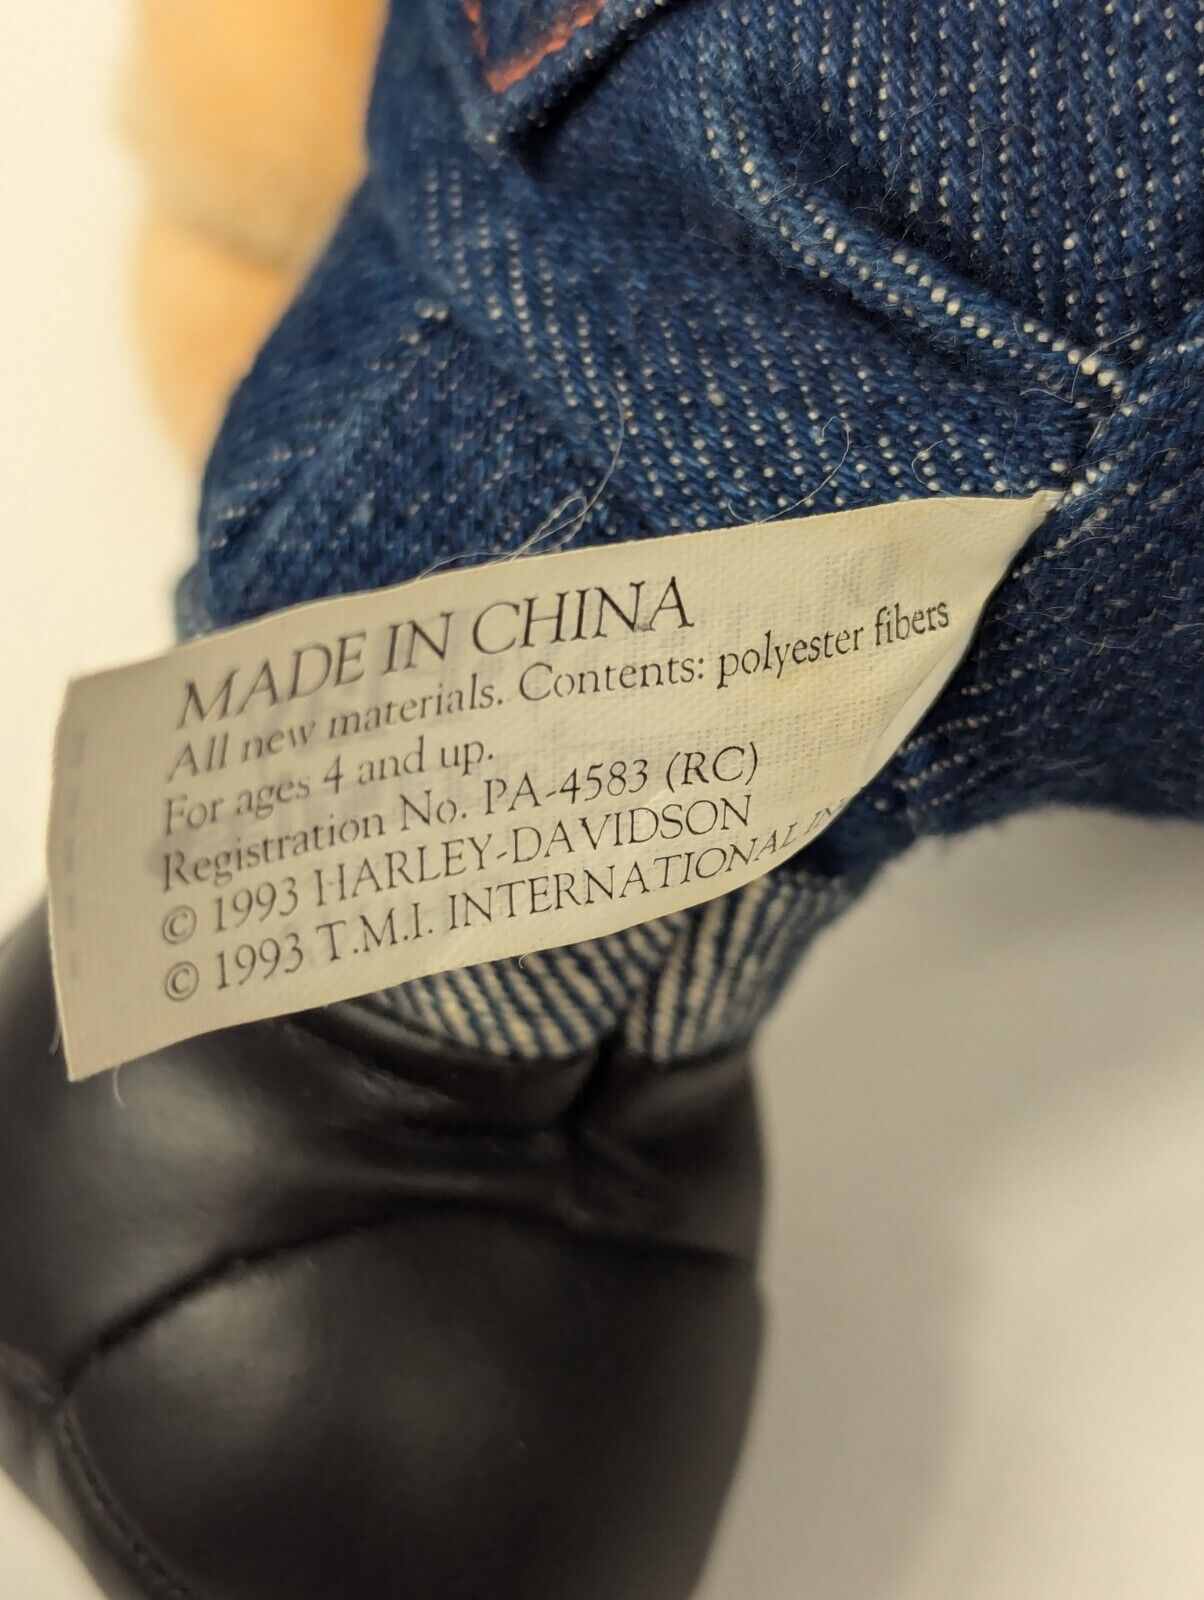 MADE IN CHINA
All new materials. Contents: polyester fibers
For ages 4 and up.
Registration No. PA-4583 (RC)
© 1993 HARLEY-DAVIDSON
© 1993 T.M.I. INTERNATIONAL